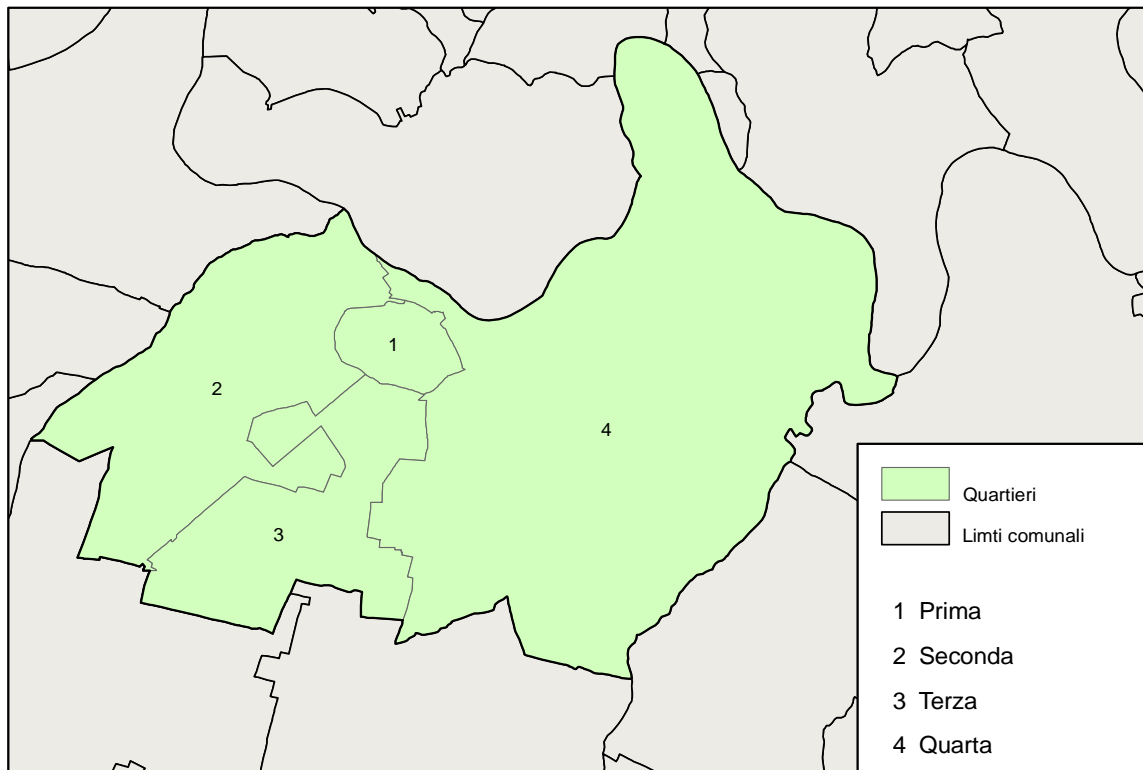 1
2
4
3
Quartieri
Limti comunali
1 Prima
2 Seconda
3 Terza
4 Quarta